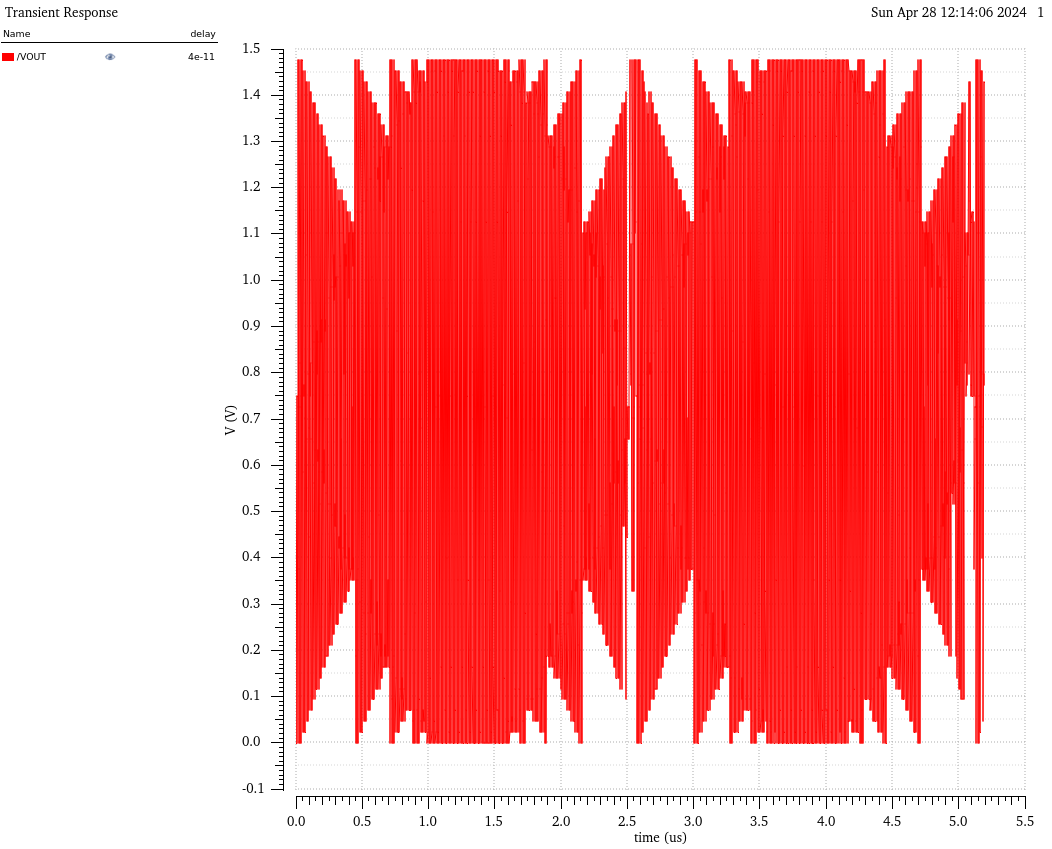 Transient Response
Sun Apr 28 12:14:06 2024 1
Name delay
/VOUT 4e-11
1.5
1.4
1.3
1.2
1.1
1.0
0.9
0.8
0.7
0.6
0.5
0.4
0.3
0.2
0.1
0.0
-0.1
V (V)
0.0 0.5 1.0 1.5 2.0 2.5 3.0 3.5 4.0 4.5 5.0 5.5
time (us)